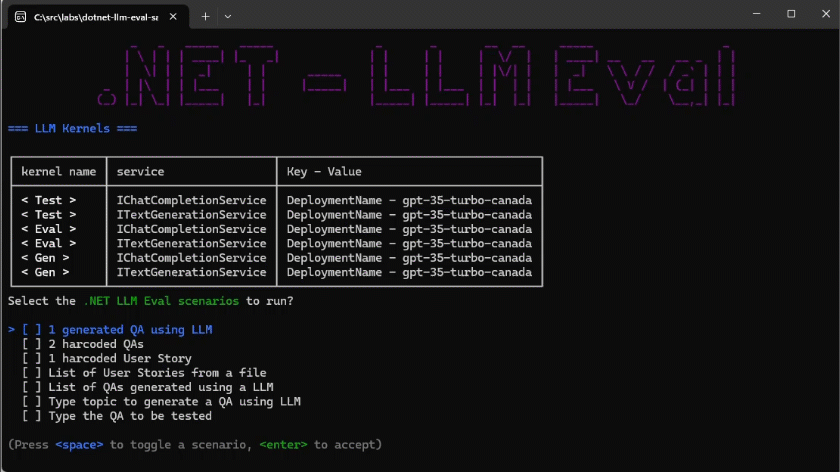 C:\src\labs\dotnet-llm-eval-sa
.NET - LLM Eval
=== LLM Kernels ===
kernel name service Key - Value
< Test > IChatCompletionService DeploymentName - gpt-35-turbo-canada
< Test > ITextGenerationService DeploymentName - gpt-35-turbo-canada
< Eval > IChatCompletionService DeploymentName - gpt-35-turbo-canada
< Eval > ITextGenerationService DeploymentName - gpt-35-turbo-canada
< Gen > IChatCompletionService DeploymentName - gpt-35-turbo-canada
< Gen > ITextGenerationService DeploymentName - gpt-35-turbo-canada
Select the .NET LLM Eval scenarios to run?
> [ ] 1 generated QA using LLM
[ ] 2 harcoded QAs
[ ] 1 harcoded User Story
[ ] List of User Stories from a file
[ ] List of QAs generated using a LLM
[ ] Type topic to generate a QA using LLM
[ ] Type the QA to be tested
(Press <space> to toggle a scenario, <enter> to accept)